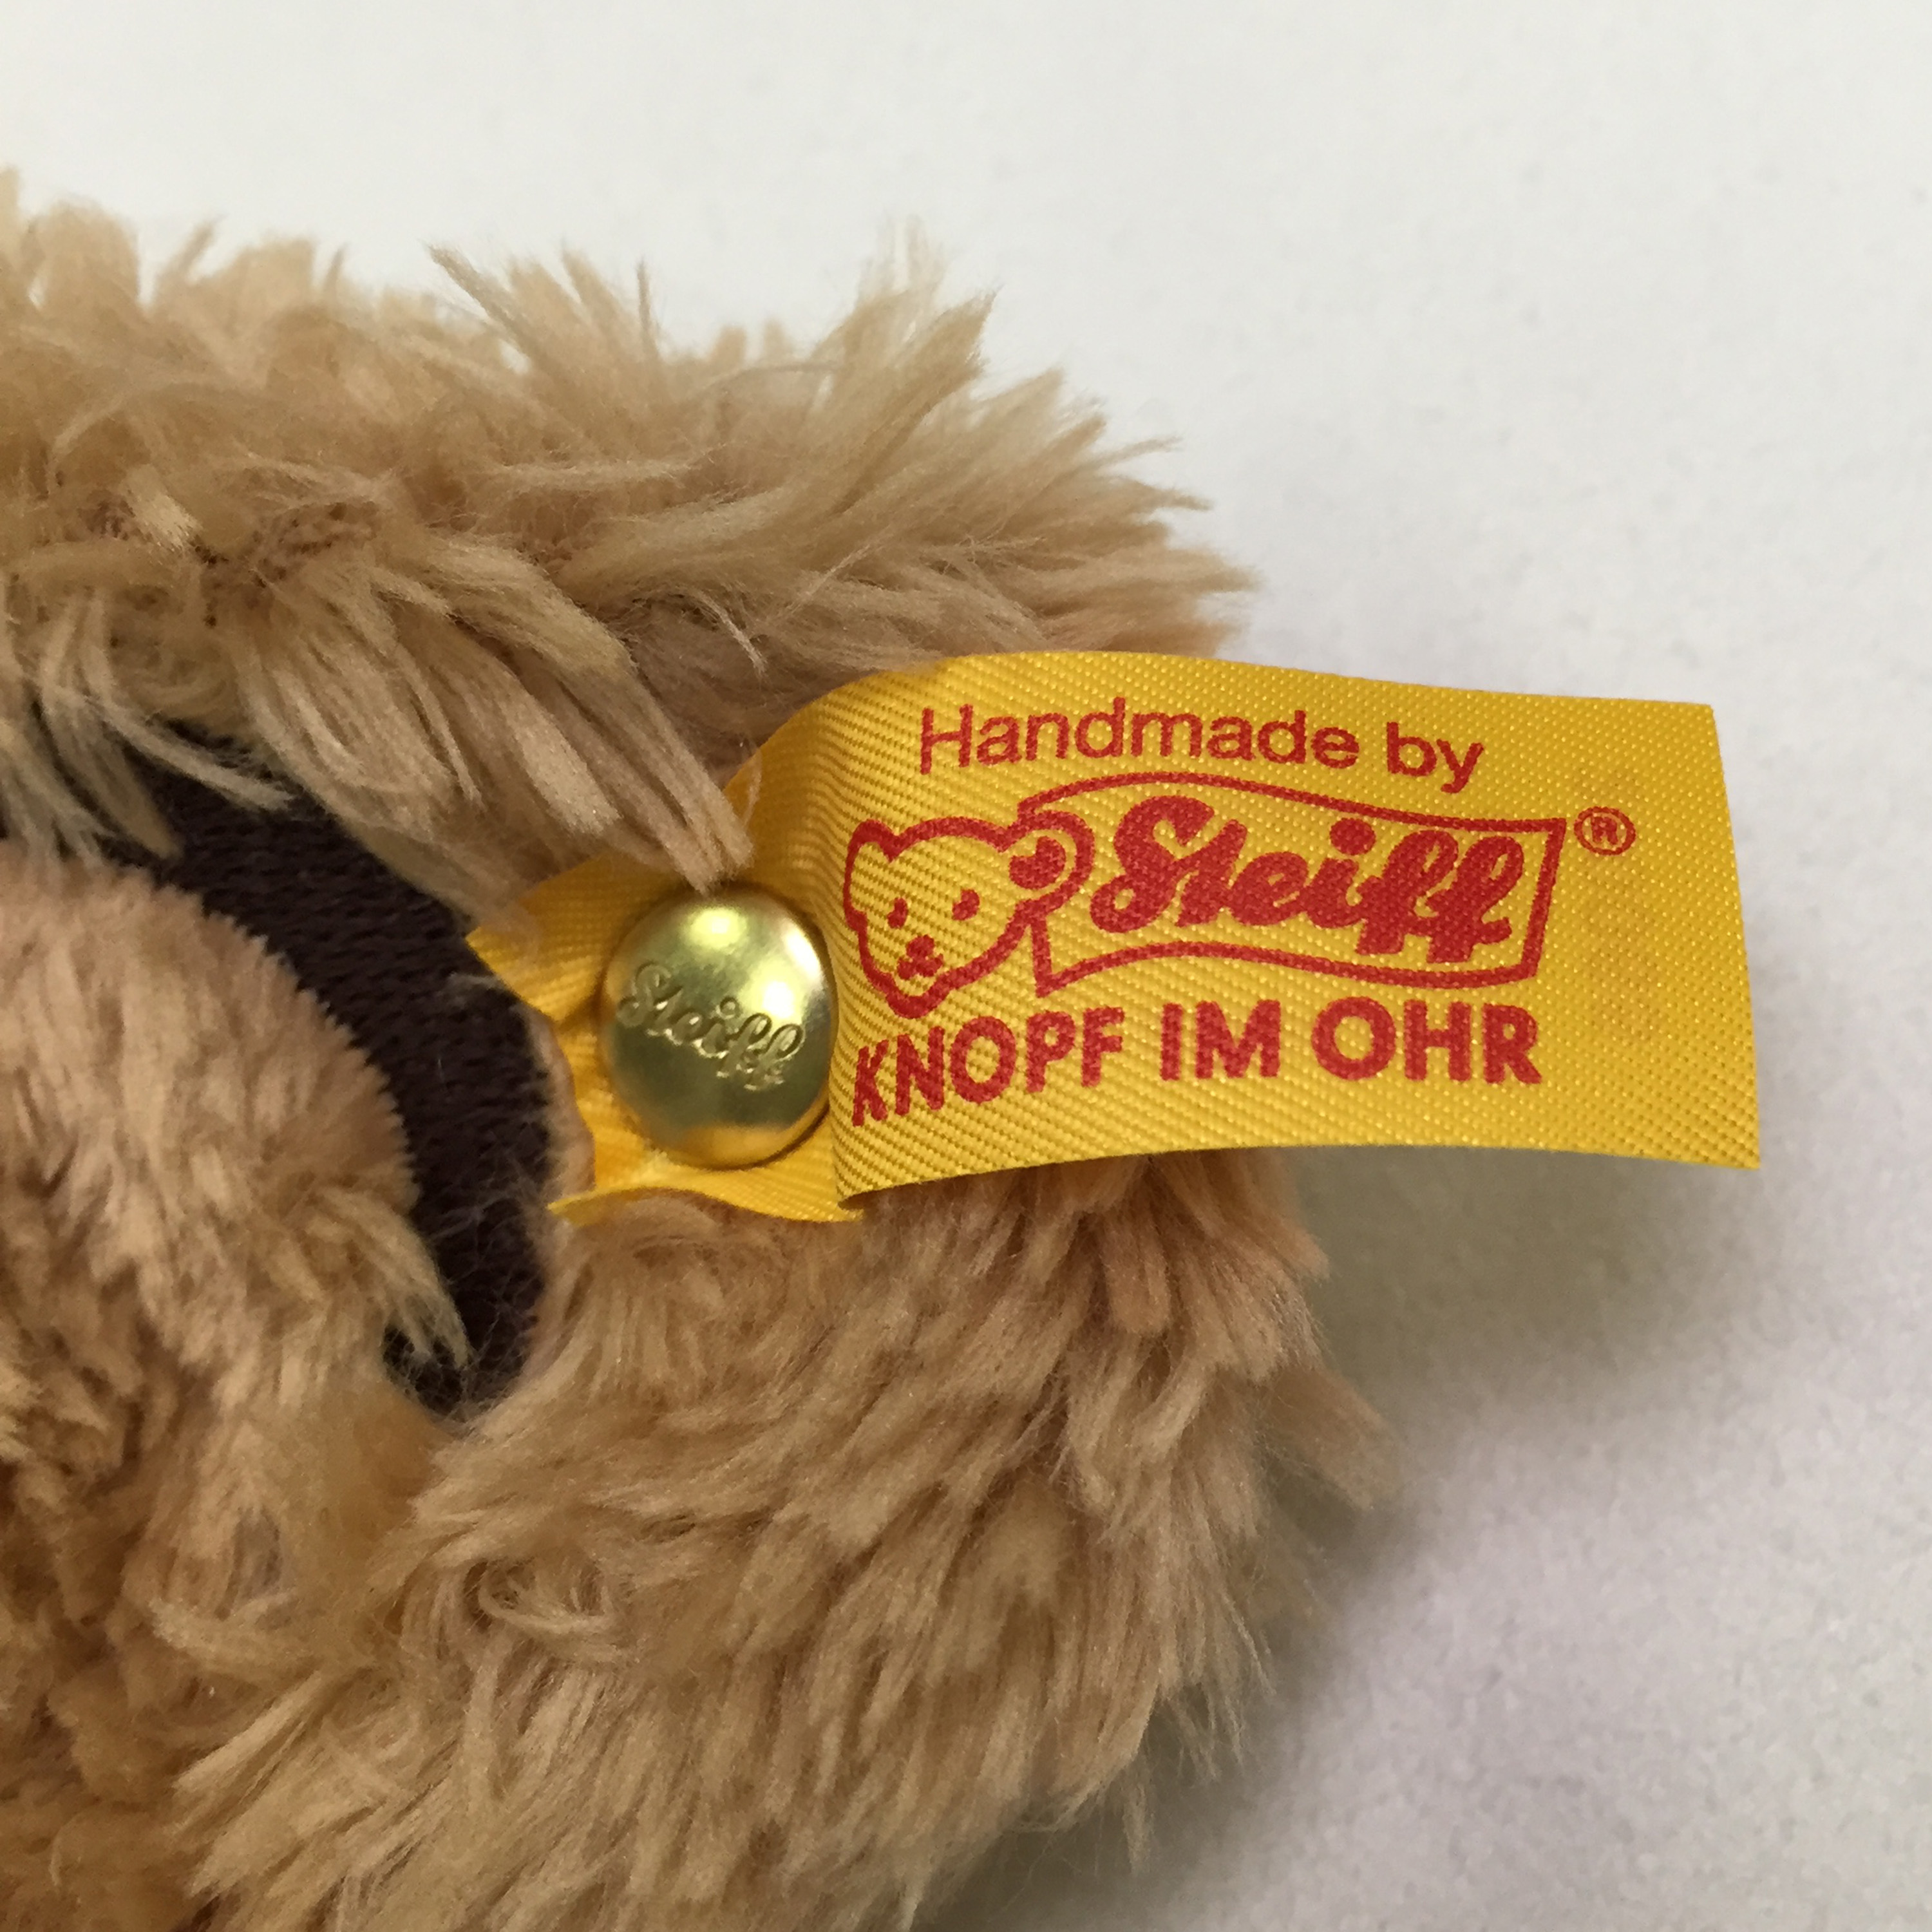 Handmade by
Steiff®
KNOPF IM OHR
Steiff